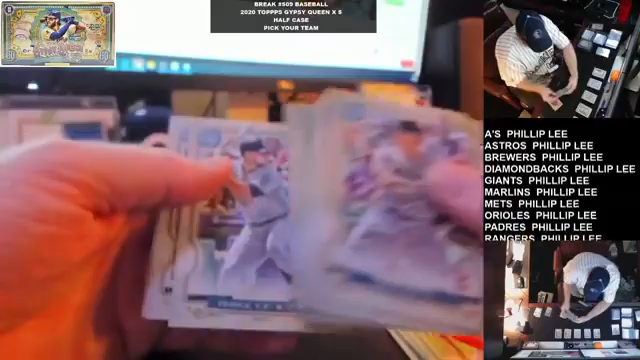 BREAK #509 BASEBALL
2020 TOPPPS GYPSY QUEEN X 5
HALF CASE
PICK YOUR TEAM
A'S PHILLIP LEE
ASTROS PHILLIP LEE
BREWERS PHILLIP LEE
DIAMONDBACKS PHILLIP LEE
GIANTS PHILLIP LEE
MARLINS PHILLIP LEE
METS PHILLIP LEE
ORIOLES PHILLIP LEE
PADRES PHILLIP LEE
RANGERS PHILLIP LEE